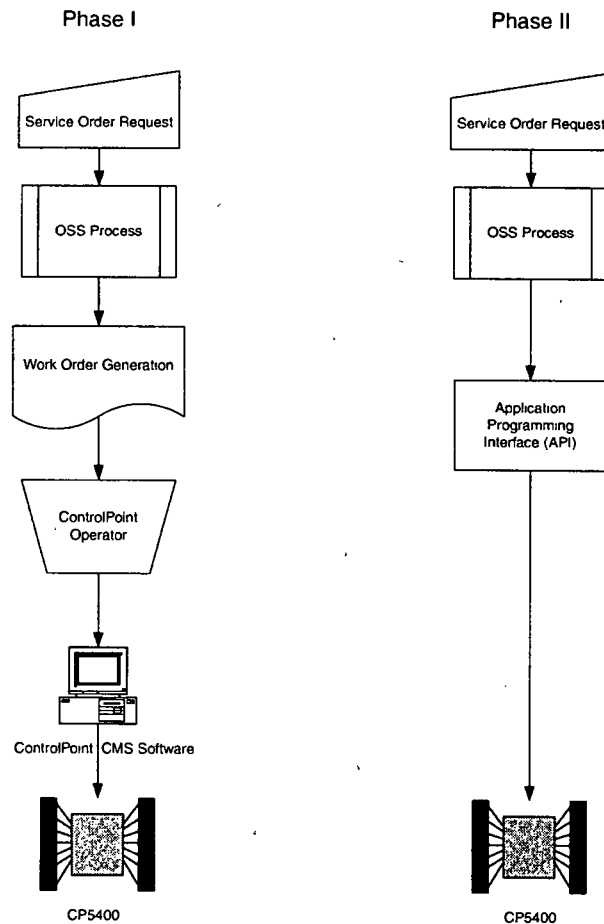 Phase I
Service Order Request
OSS Process
Work Order Generation
ControlPoint
Operator
ControlPoint CMS Software
CP5400
Phase II
Service Order Request
OSS Process
Application
Programming
Interface (API)
CP5400